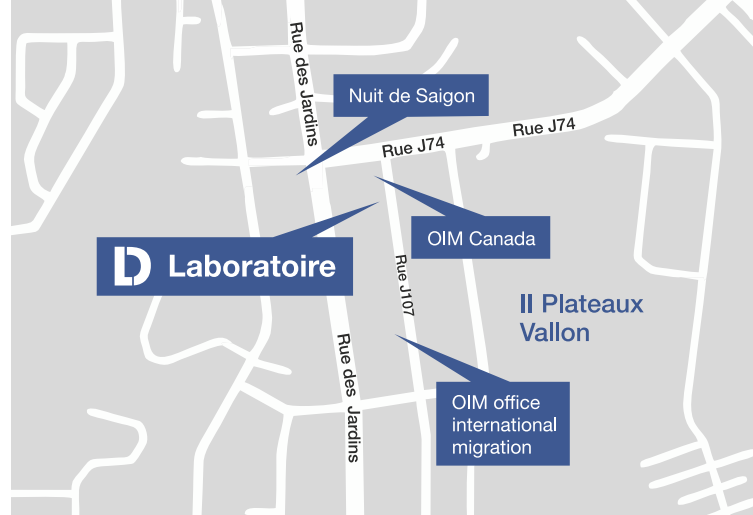 Rue des Jardins
Nuit de Saigon
Rue J74
Rue J74
OIM Canada
LD Laboratoire
Rue J107
II Plateaux
Vallon
Rue des Jardins
OIM office
international
migration